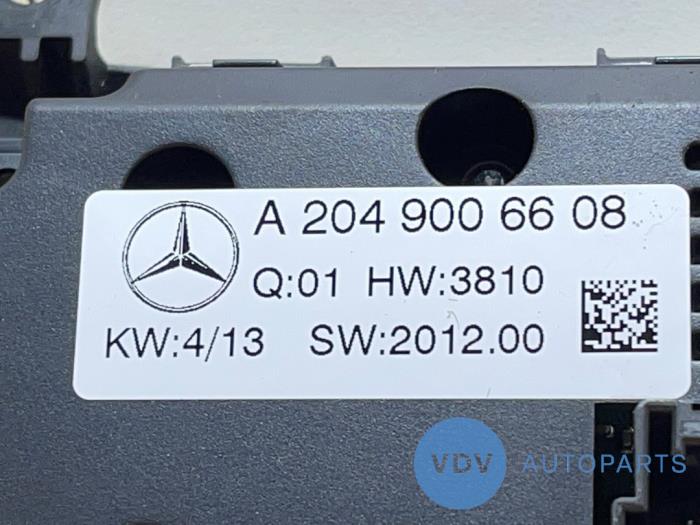 A 204 900 66 08
Q:01 HW:3810
KW:4/13 SW:2012.00
VDV AUTOPARTS